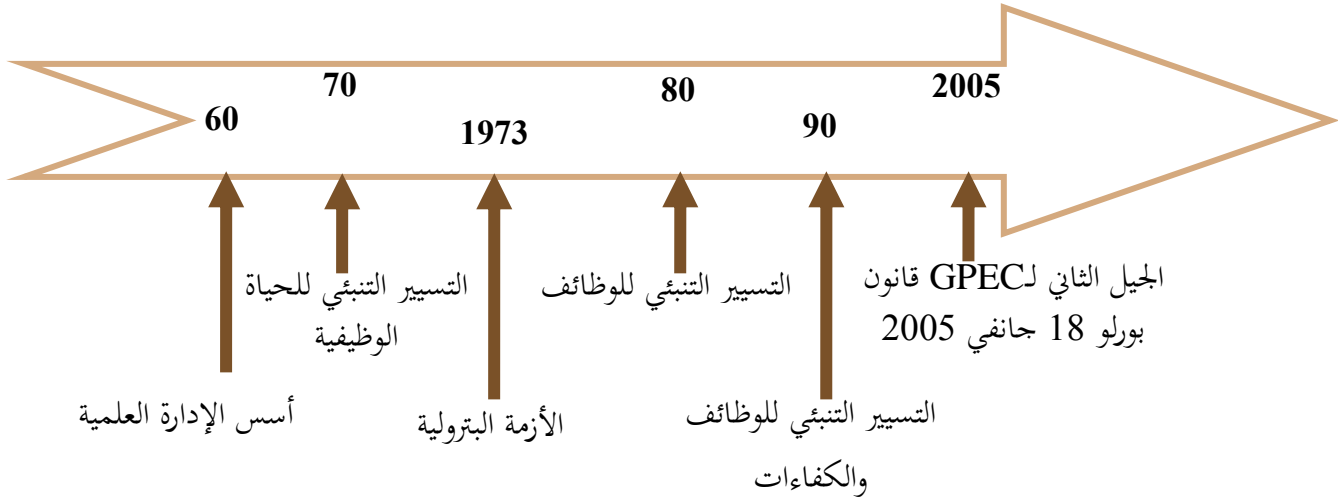 60
70
1973
80
90
2005
التسيير التنبئي للحياة
الوظيفية
التسيير التنبئي للوظائف
الجيل الثاني لـGPEC قانون
بورلو 18 جانفي 2005
أسس الإدارة العلمية
الأزمة البترولية
التسيير التنبئي للوظائف
والكفاءات